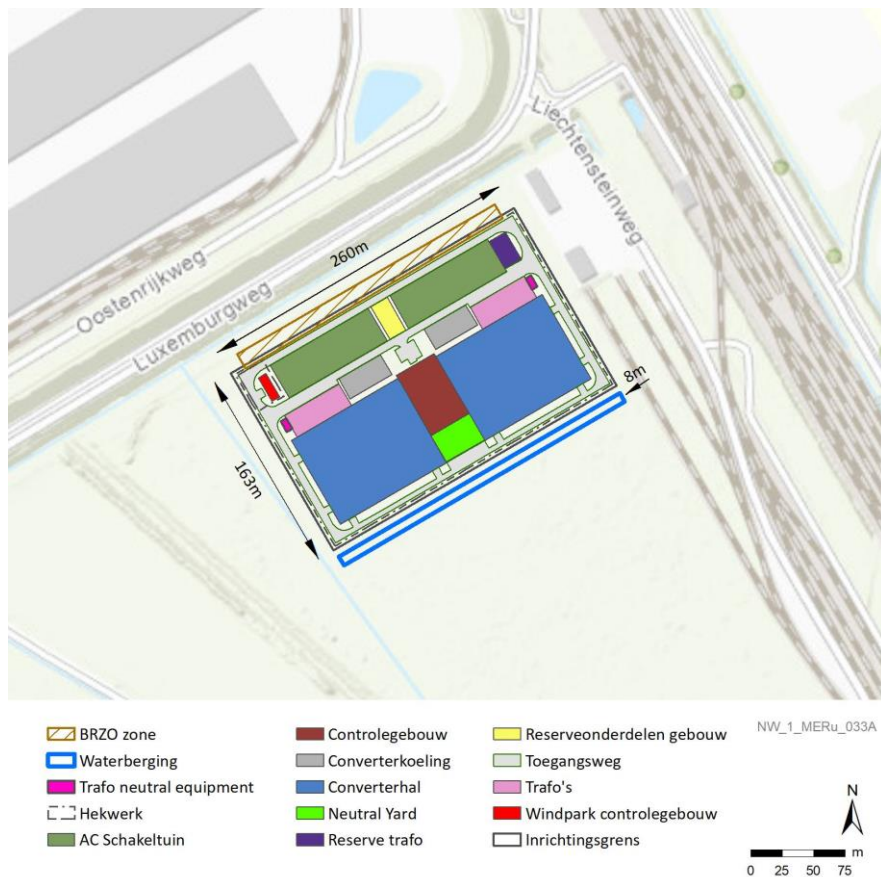 Liechtensteinweg
Oostenrijkweg
Luxemburgweg
260m
8m
163m
BRZO zone
Waterberging
Trafo neutral equipment
Hekwerk
AC Schakeltuin
Controlegebouw
Converterkoeling
Converterhal
Neutral Yard
Reserve trafo
Reserveonderdelen gebouw
Toegangsweg
Trafo's
Windpark controlegebouw
Inrichtingsgrens
NW_1_MERu_033A
N
m
0 25 50 75